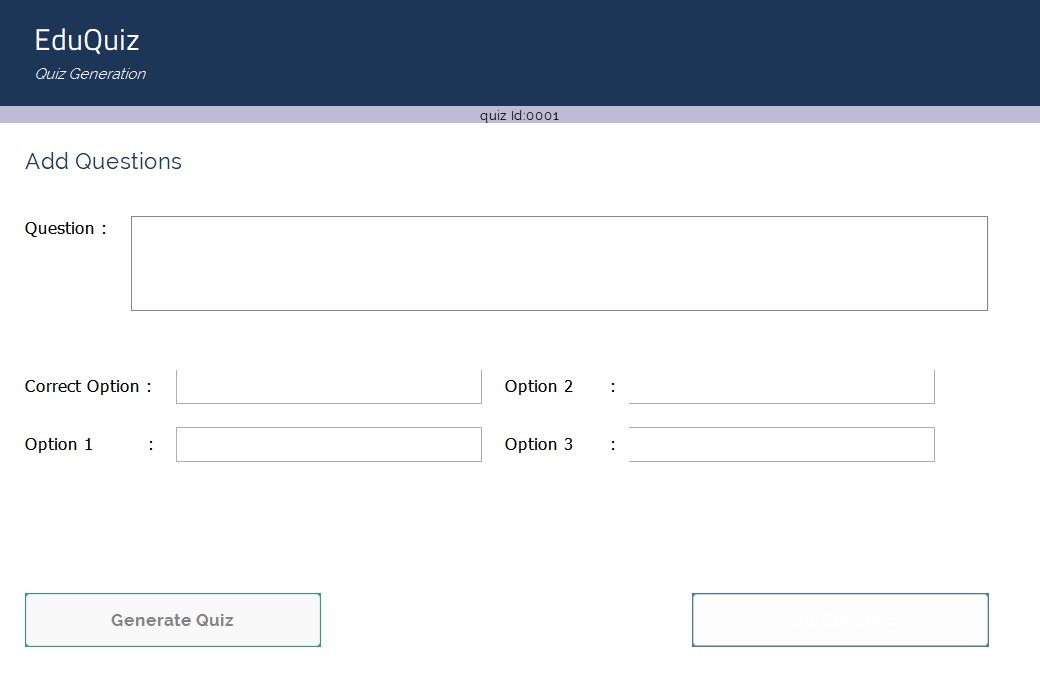 EduQuiz
Quiz Generation
quiz Id:0001
Add Questions
Question :
Correct Option :
Option 2 :
Option 1 :
Option 3 :
Generate Quiz